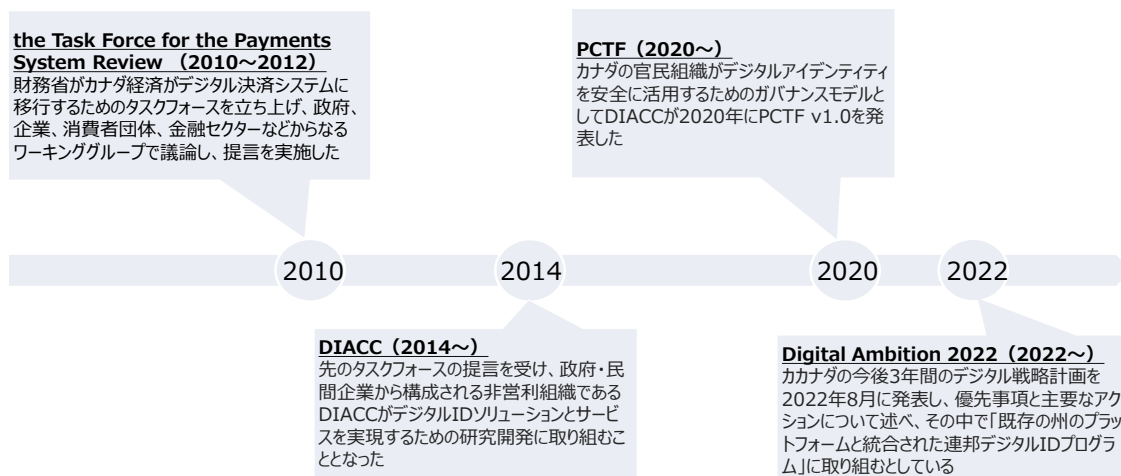 the Task Force for the Payments
System Review （2010～2012）
財務省がカナダ経済がデジタル決済システムに
移行するためのタスクフォースを立ち上げ、政府、
企業、消費者団体、金融セクターなどからなる
ワーキンググループで議論し、提言を実施した
PCTF（2020～）
カナダの官民組織がデジタルアイデンティティ
を安全に活用するためのガバナンスモデルと
してDIACCが2020年にPCTF v1.0を発
表した
2010
2014
2020
2022
DIACC（2014～）
先のタスクフォースの提言を受け、政府・民
間企業から構成される非営利組織である
DIACCがデジタルIDソリューションとサービ
スを実現するための研究開発に取り組むこ
ととなった
Digital Ambition 2022（2022～）
カカナダの今後3年間のデジタル戦略計画を
2022年8月に発表し、優先事項と主要なアク
ションについて述べ、その中で「既存の州のプラッ
トフォームと統合された連邦デジタルIDプログラ
ム」に取り組むとしている